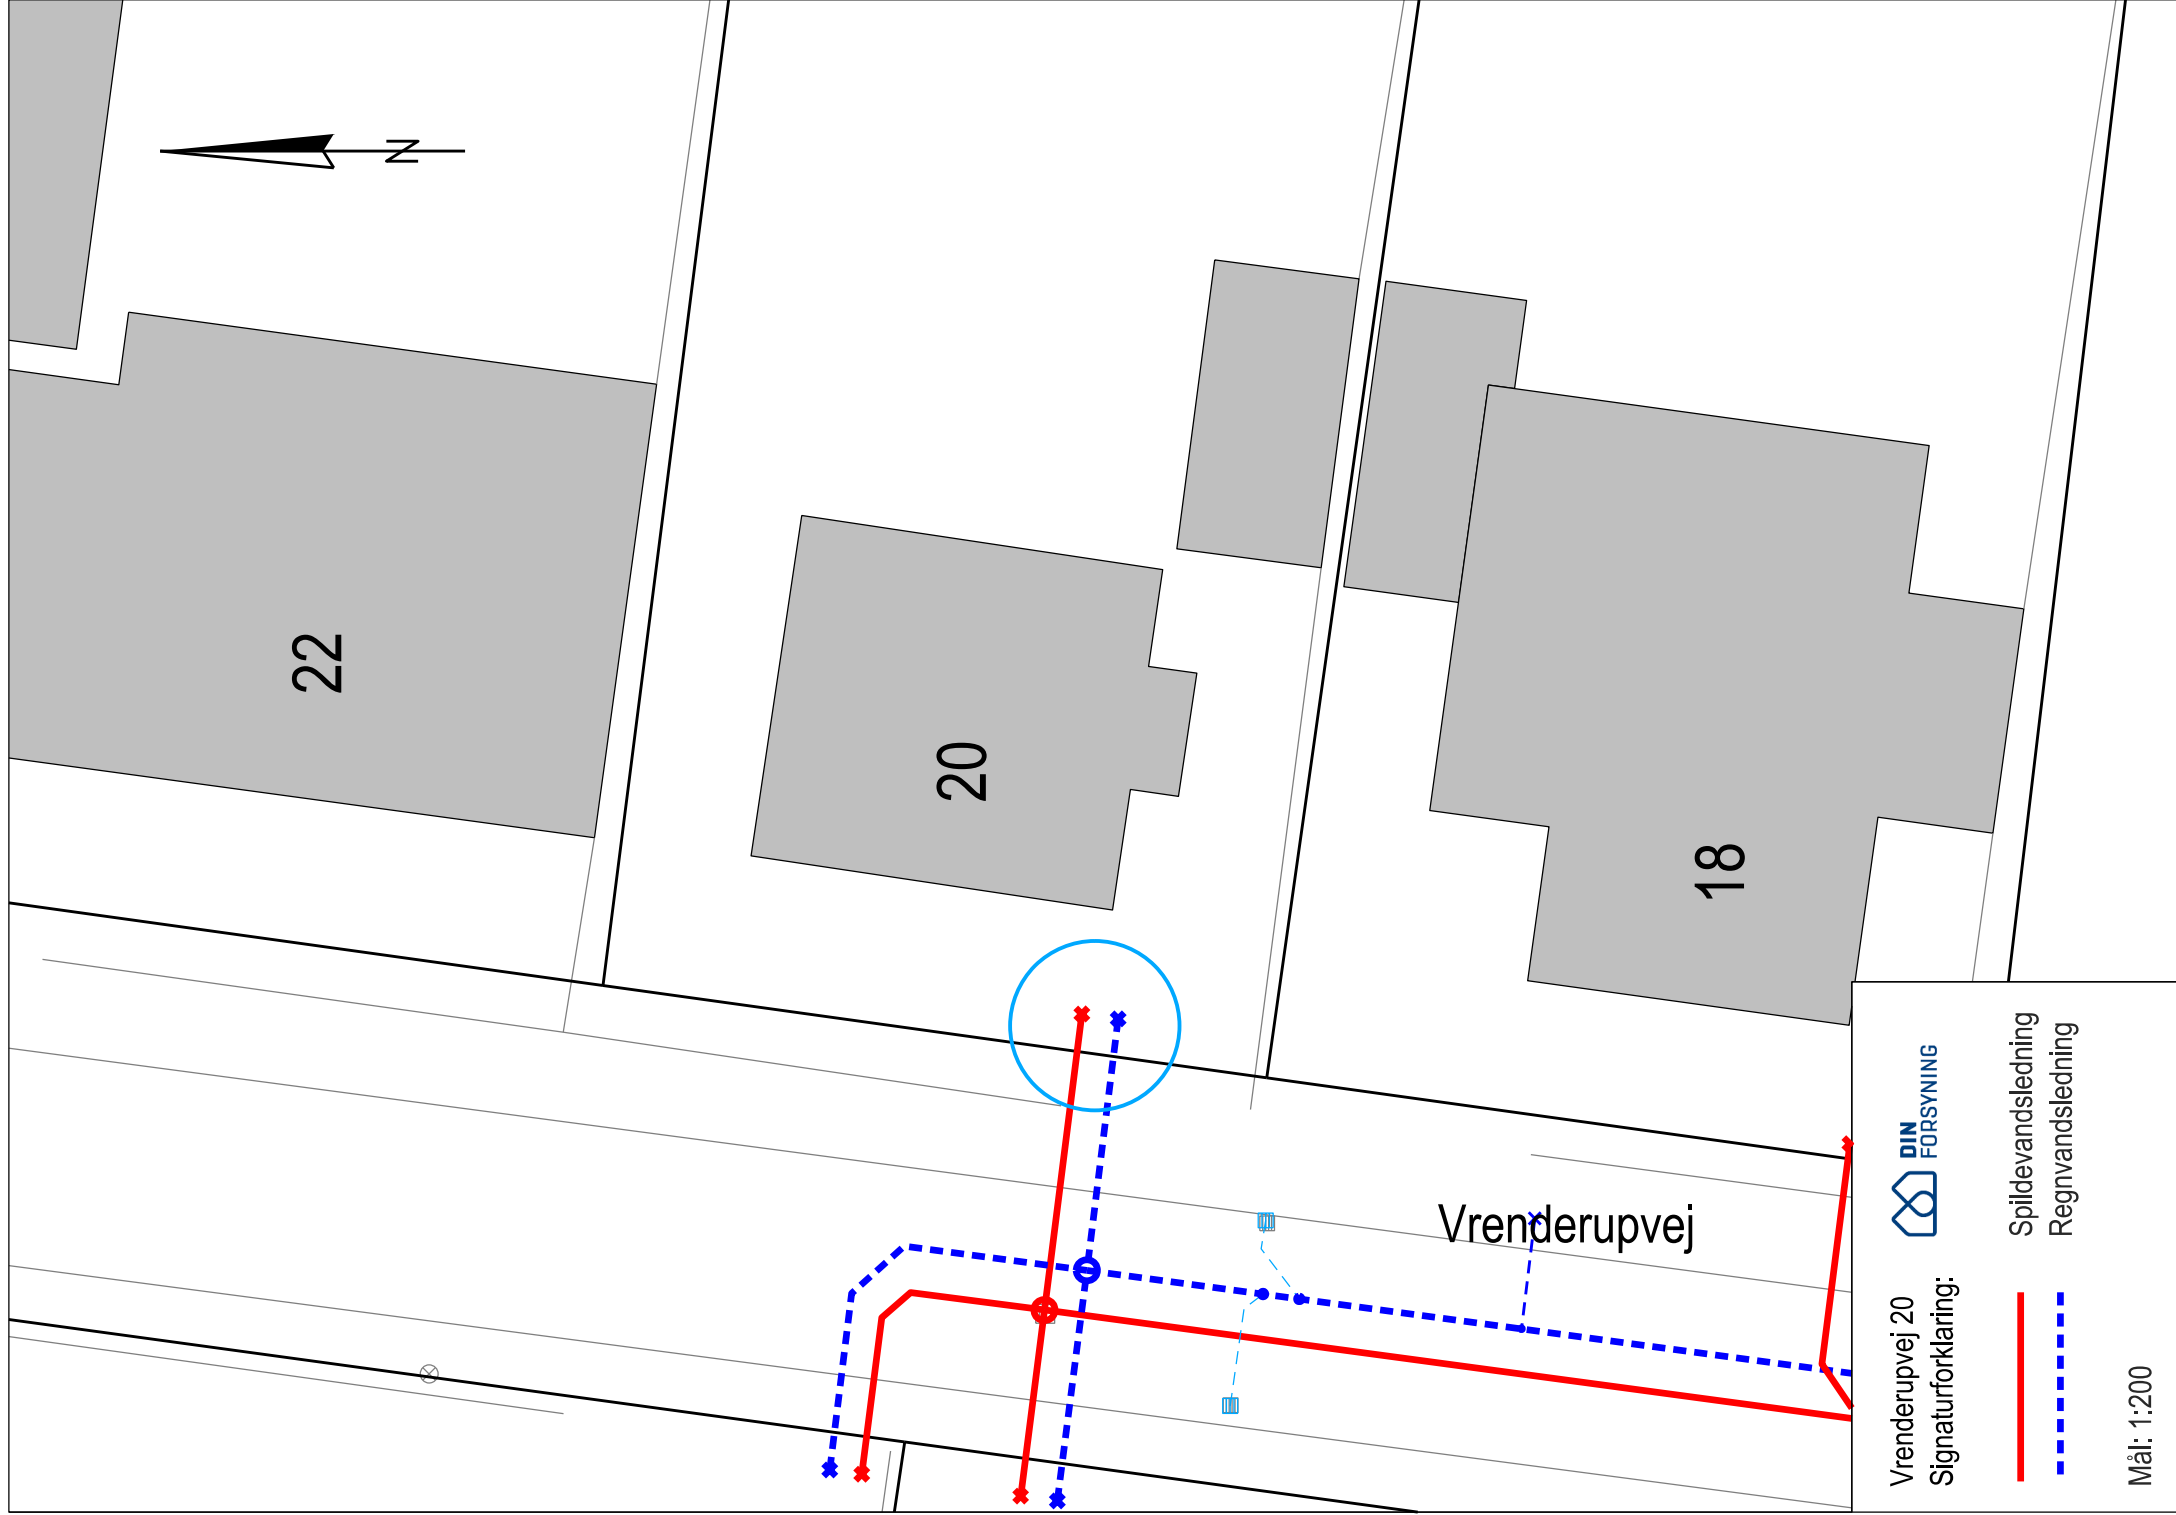 N
22
20
18
Vrenderupvej
DIN
FORSYNING
Vrenderupvej 20
Signaturforklaring:
Spildevandsledning
Regnvandsledning
Mål: 1:200